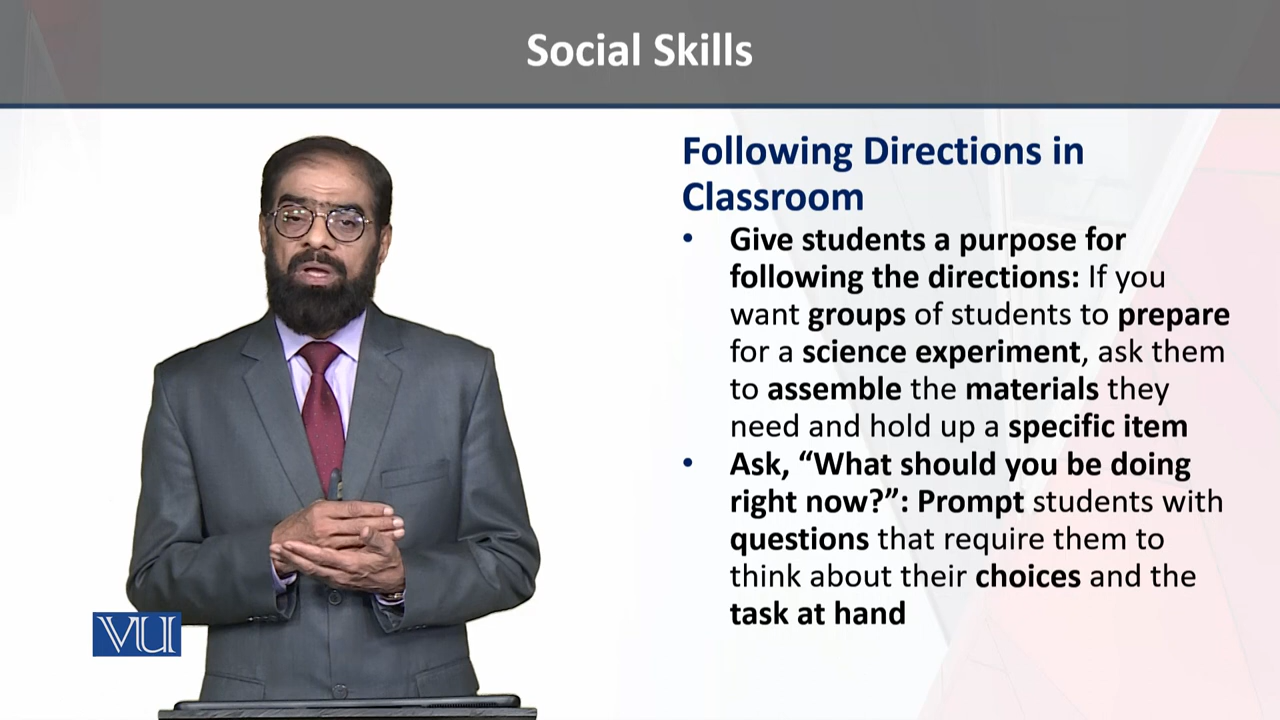 Social Skills
Following Directions in
Classroom
• Give students a purpose for
following the directions: If you
want groups of students to prepare
for a science experiment, ask them
to assemble the materials they
need and hold up a specific item
• Ask, “What should you be doing
right now?”: Prompt students with
questions that require them to
think about their choices and the
task at hand
VU